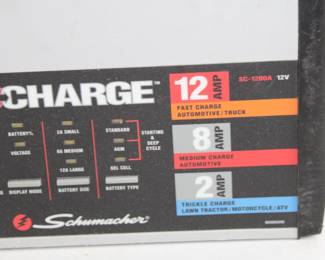 CHARGE™
12 AMP
SC-1200A 12V
FAST CHARGE
AUTOMOTIVE/TRUCK
BATTERY% 2A SMALL STANDARD
VOLTAGE 8A MEDIUM AGM
STARTING & DEEP CYCLE
12A LARGE GEL CELL
DISPLAY MODE BATTERY SIZE BATTERY TYPE
8 AMP
MEDIUM CHARGE
AUTOMOTIVE
2 AMP
TRICKLE CHARGE
LAWN TRACTOR/MOTORCYCLE/ATV
Schumacher